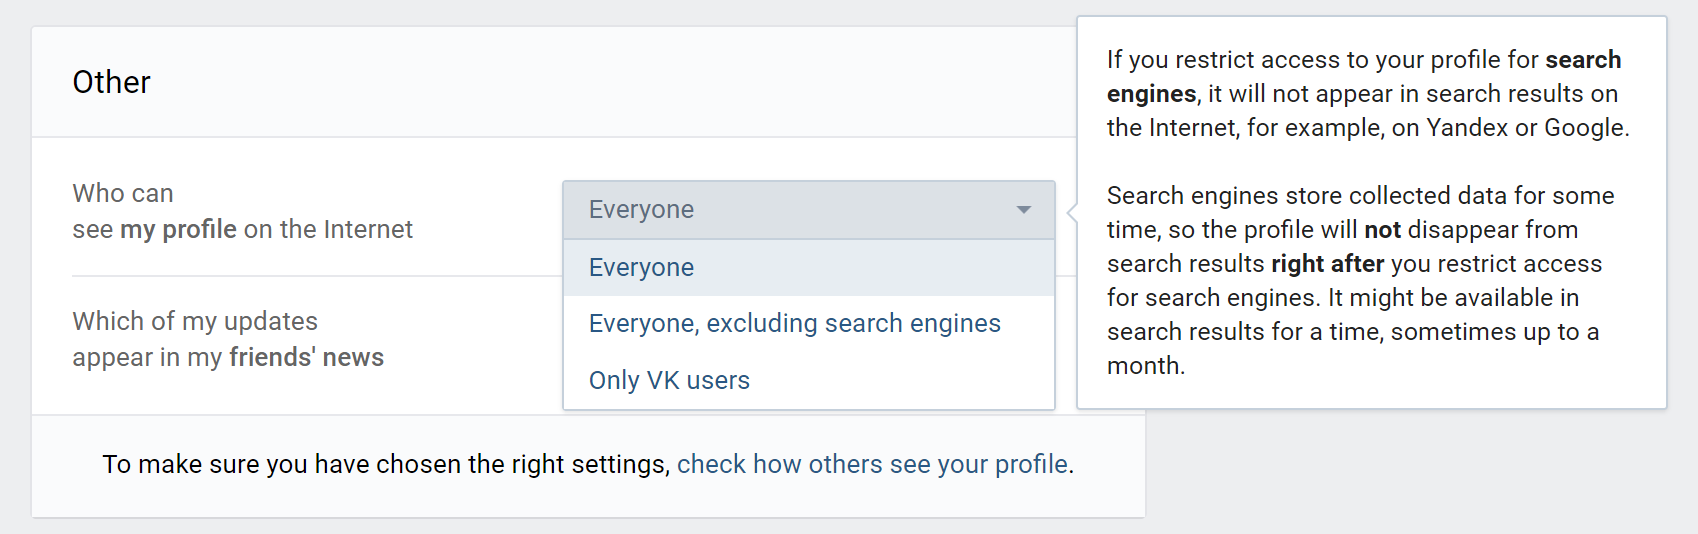 Other
Who can
see my profile on the Internet
Everyone
Everyone
Everyone, excluding search engines
Only VK users
Which of my updates
appear in my friends' news
To make sure you have chosen the right settings, check how others see your profile.
If you restrict access to your profile for search
engines, it will not appear in search results on
the Internet, for example, on Yandex or Google.
Search engines store collected data for some
time, so the profile will not disappear from
search results right after you restrict access
for search engines. It might be available in
search results for a time, sometimes up to a
month.